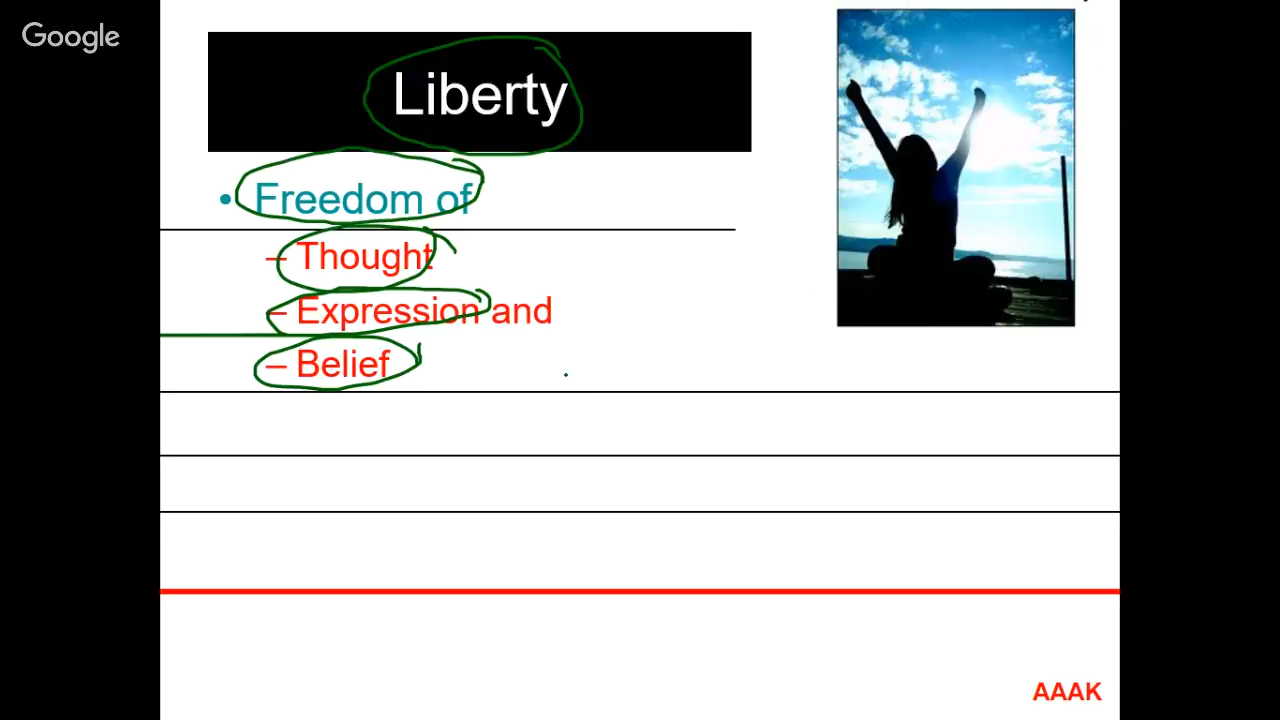 Google
Liberty
• Freedom of
– Thought
– Expression and
– Belief
AAAK